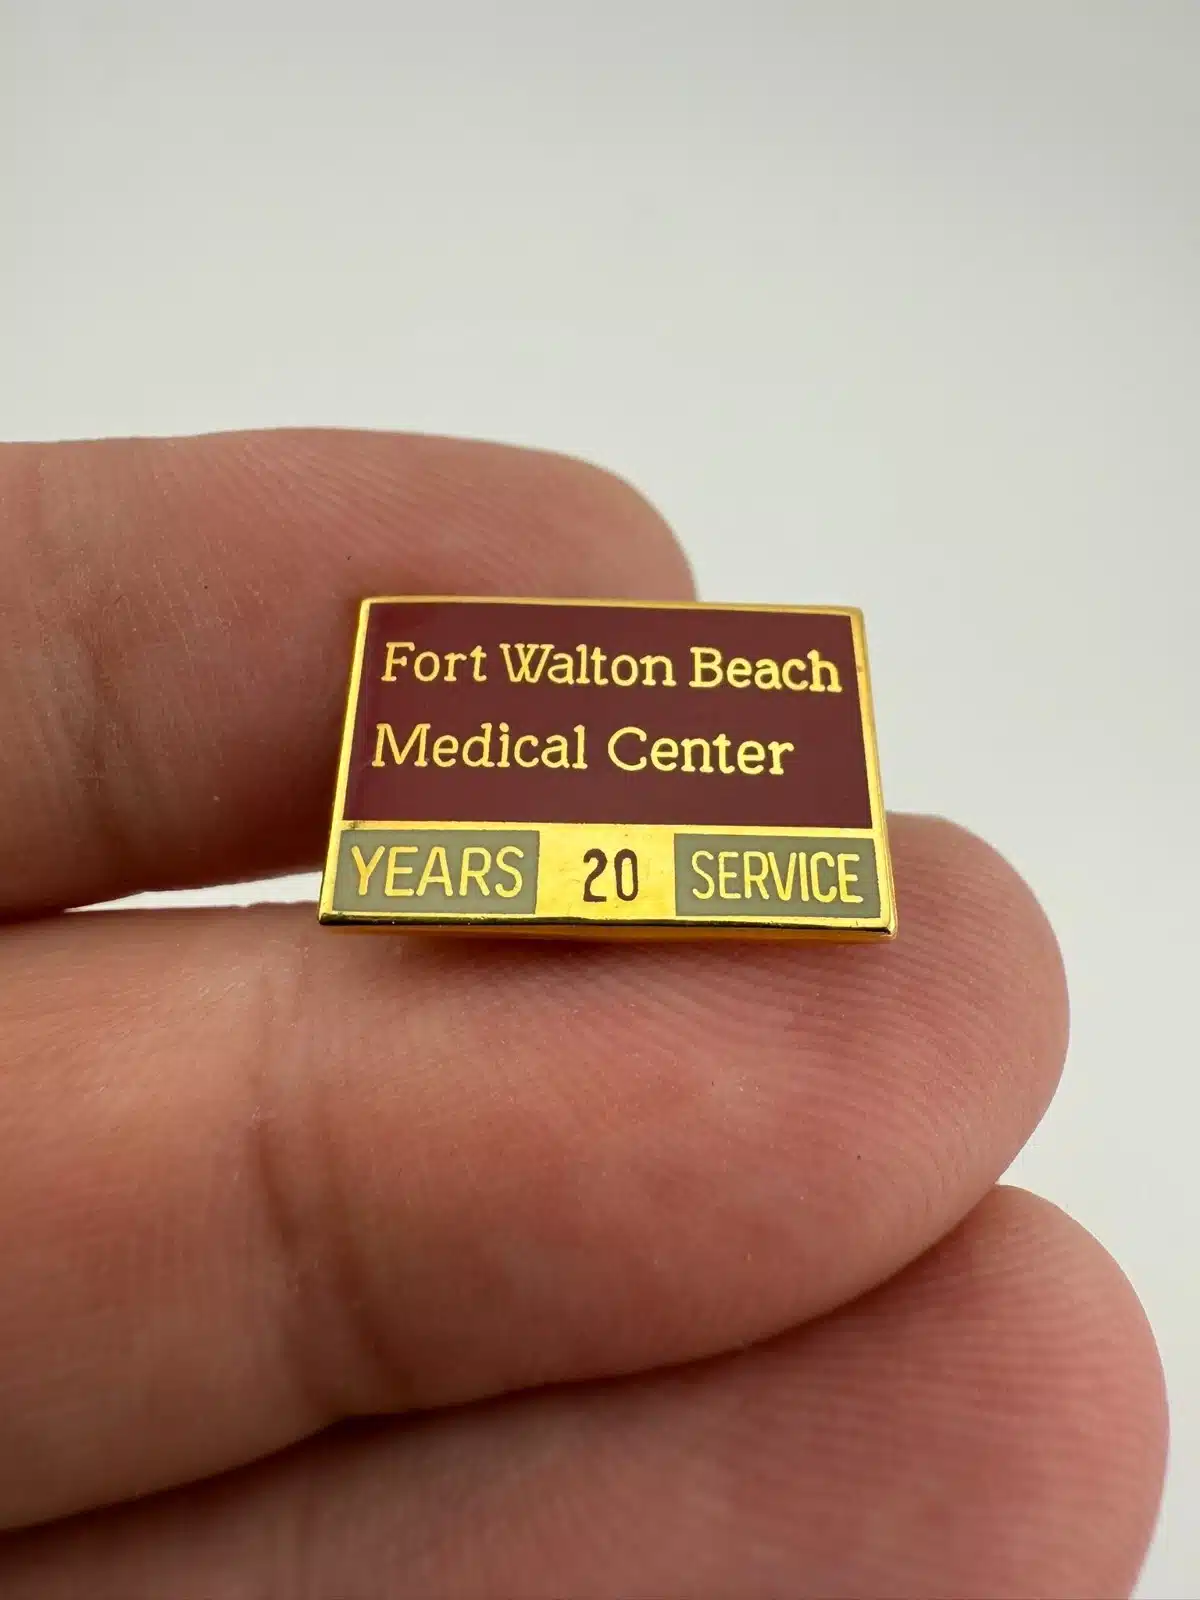 Fort Walton Beach
Medical Center
YEARS 20 SERVICE